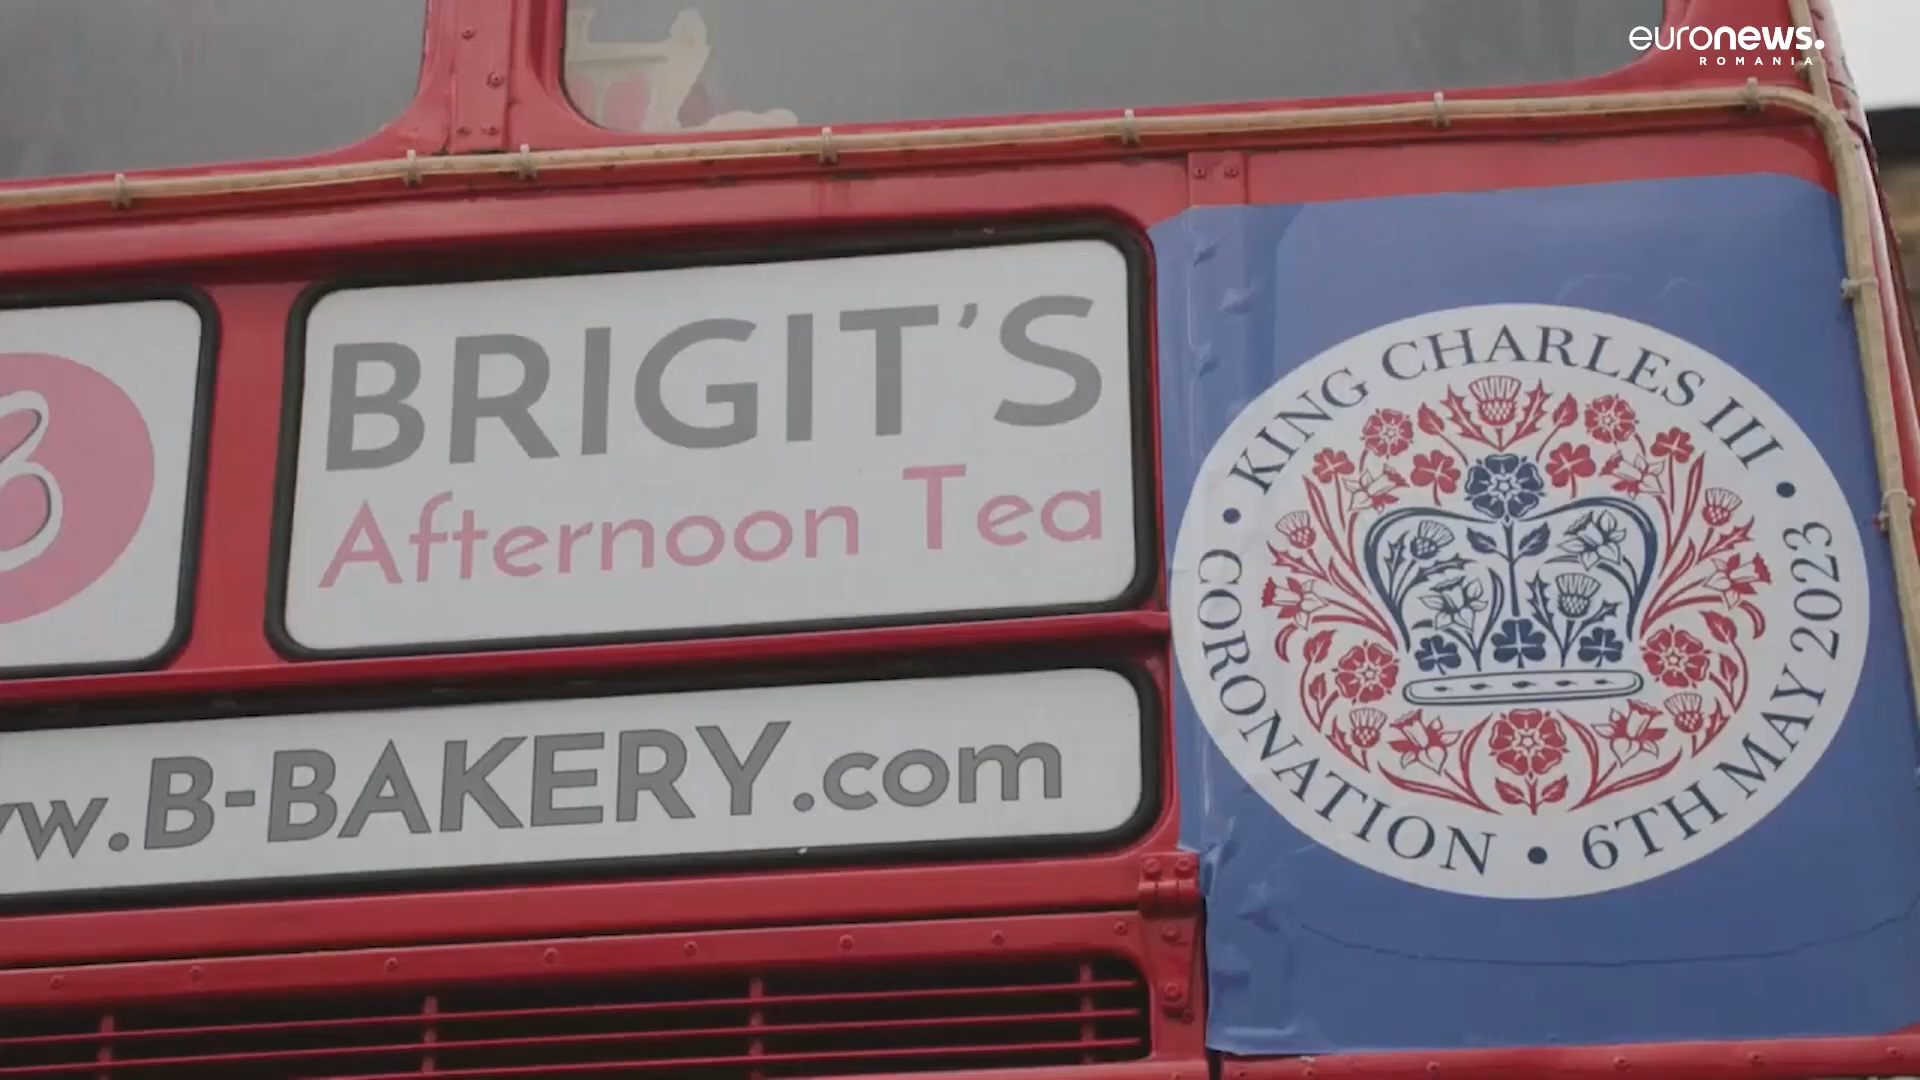 euronews.
ROMANIA
BRIGIT'S
Afternoon Tea
B-BAKERY.com
• KING CHARLES III •
CORONATION • 6TH MAY 2023